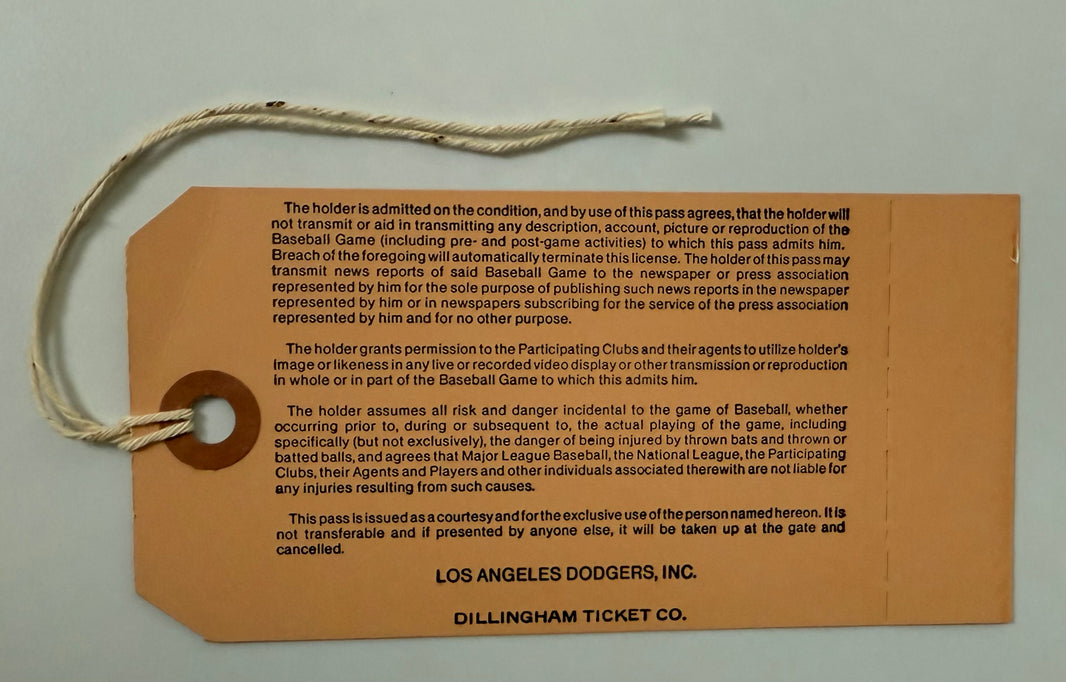 The holder is admitted on the condition, and by use of this pass agrees, that the holder will
not transmit or aid in transmitting any description, account, picture or reproduction of the
Baseball Game (including pre- and post-game activities) to which this pass admits him.
Breach of the foregoing will automatically terminate this license. The holder of this pass may
transmit news reports of said Baseball Game to the newspaper or press association
represented by him for the sole purpose of publishing such news reports in the newspaper
represented by him or in newspapers subscribing for the service of the press association
represented by him and for no other purpose.
The holder grants permission to the Participating Clubs and their agents to utilize holder's
image or likeness in any live or recorded video display or other transmission or reproduction
in whole or in part of the Baseball Game to which this admits him.
The holder assumes all risk and danger incidental to the game of Baseball, whether
occurring prior to, during or subsequent to, the actual playing of the game, including
specifically (but not exclusively), the danger of being injured by thrown bats and thrown or
batted balls, and agrees that Major League Baseball, the National League, the Participating
Clubs, their Agents and Players and other individuals associated therewith are not liable for
any injuries resulting from such causes.
This pass is issued as a courtesy and for the exclusive use of the person named hereon. It is
not transferable and if presented by anyone else, it will be taken up at the gate and
cancelled.
LOS ANGELES DODGERS, INC.
DILLINGHAM TICKET CO.